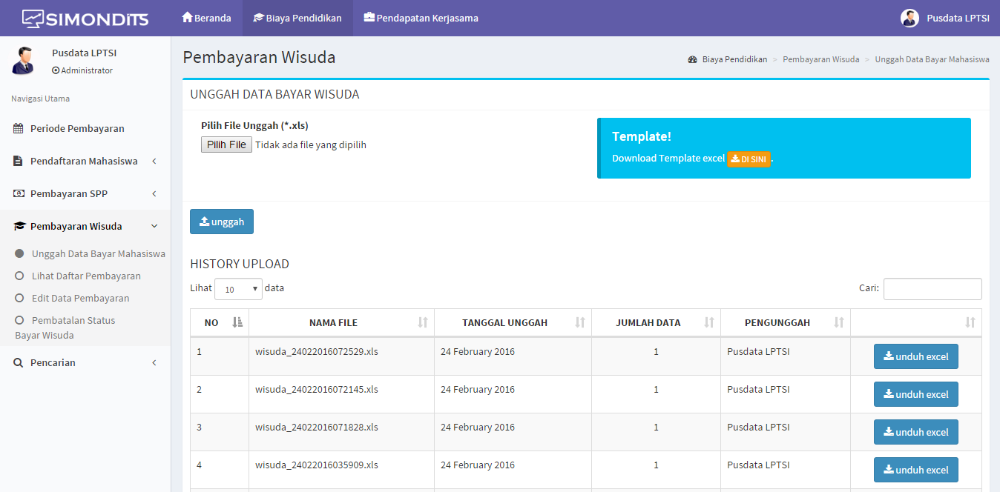 SIMONDITS
Beranda
Biaya Pendidikan
Pendapatan Kerjasama
Pusdata LPTSI
Pusdata LPTSI
Administrator
Navigasi Utama
Periode Pembayaran
Pendaftaran Mahasiswa
Pembayaran SPP
Pembayaran Wisuda
Unggah Data Bayar Mahasiswa
Lihat Daftar Pembayaran
Edit Data Pembayaran
Pembatalan Status
Bayar Wisuda
Pencarian
Pembayaran Wisuda
Biaya Pendidikan > Pembayaran Wisuda > Unggah Data Bayar Mahasiswa
UNGGAH DATA BAYAR WISUDA
Pilih File Unggah (*.xls)
Pilih File Tidak ada file yang dipilih
Template!
Download Template excel DI SINI .
unggah
HISTORY UPLOAD
Lihat 10 data
Cari:
NO NAMA FILE TANGGAL UNGGAH JUMLAH DATA PENGUNGGAH
1 wisuda_24022016072529.xls 24 February 2016 1 Pusdata LPTSI unduh excel
2 wisuda_24022016072145.xls 24 February 2016 1 Pusdata LPTSI unduh excel
3 wisuda_24022016071828.xls 24 February 2016 1 Pusdata LPTSI unduh excel
4 wisuda_24022016035909.xls 24 February 2016 1 Pusdata LPTSI unduh excel